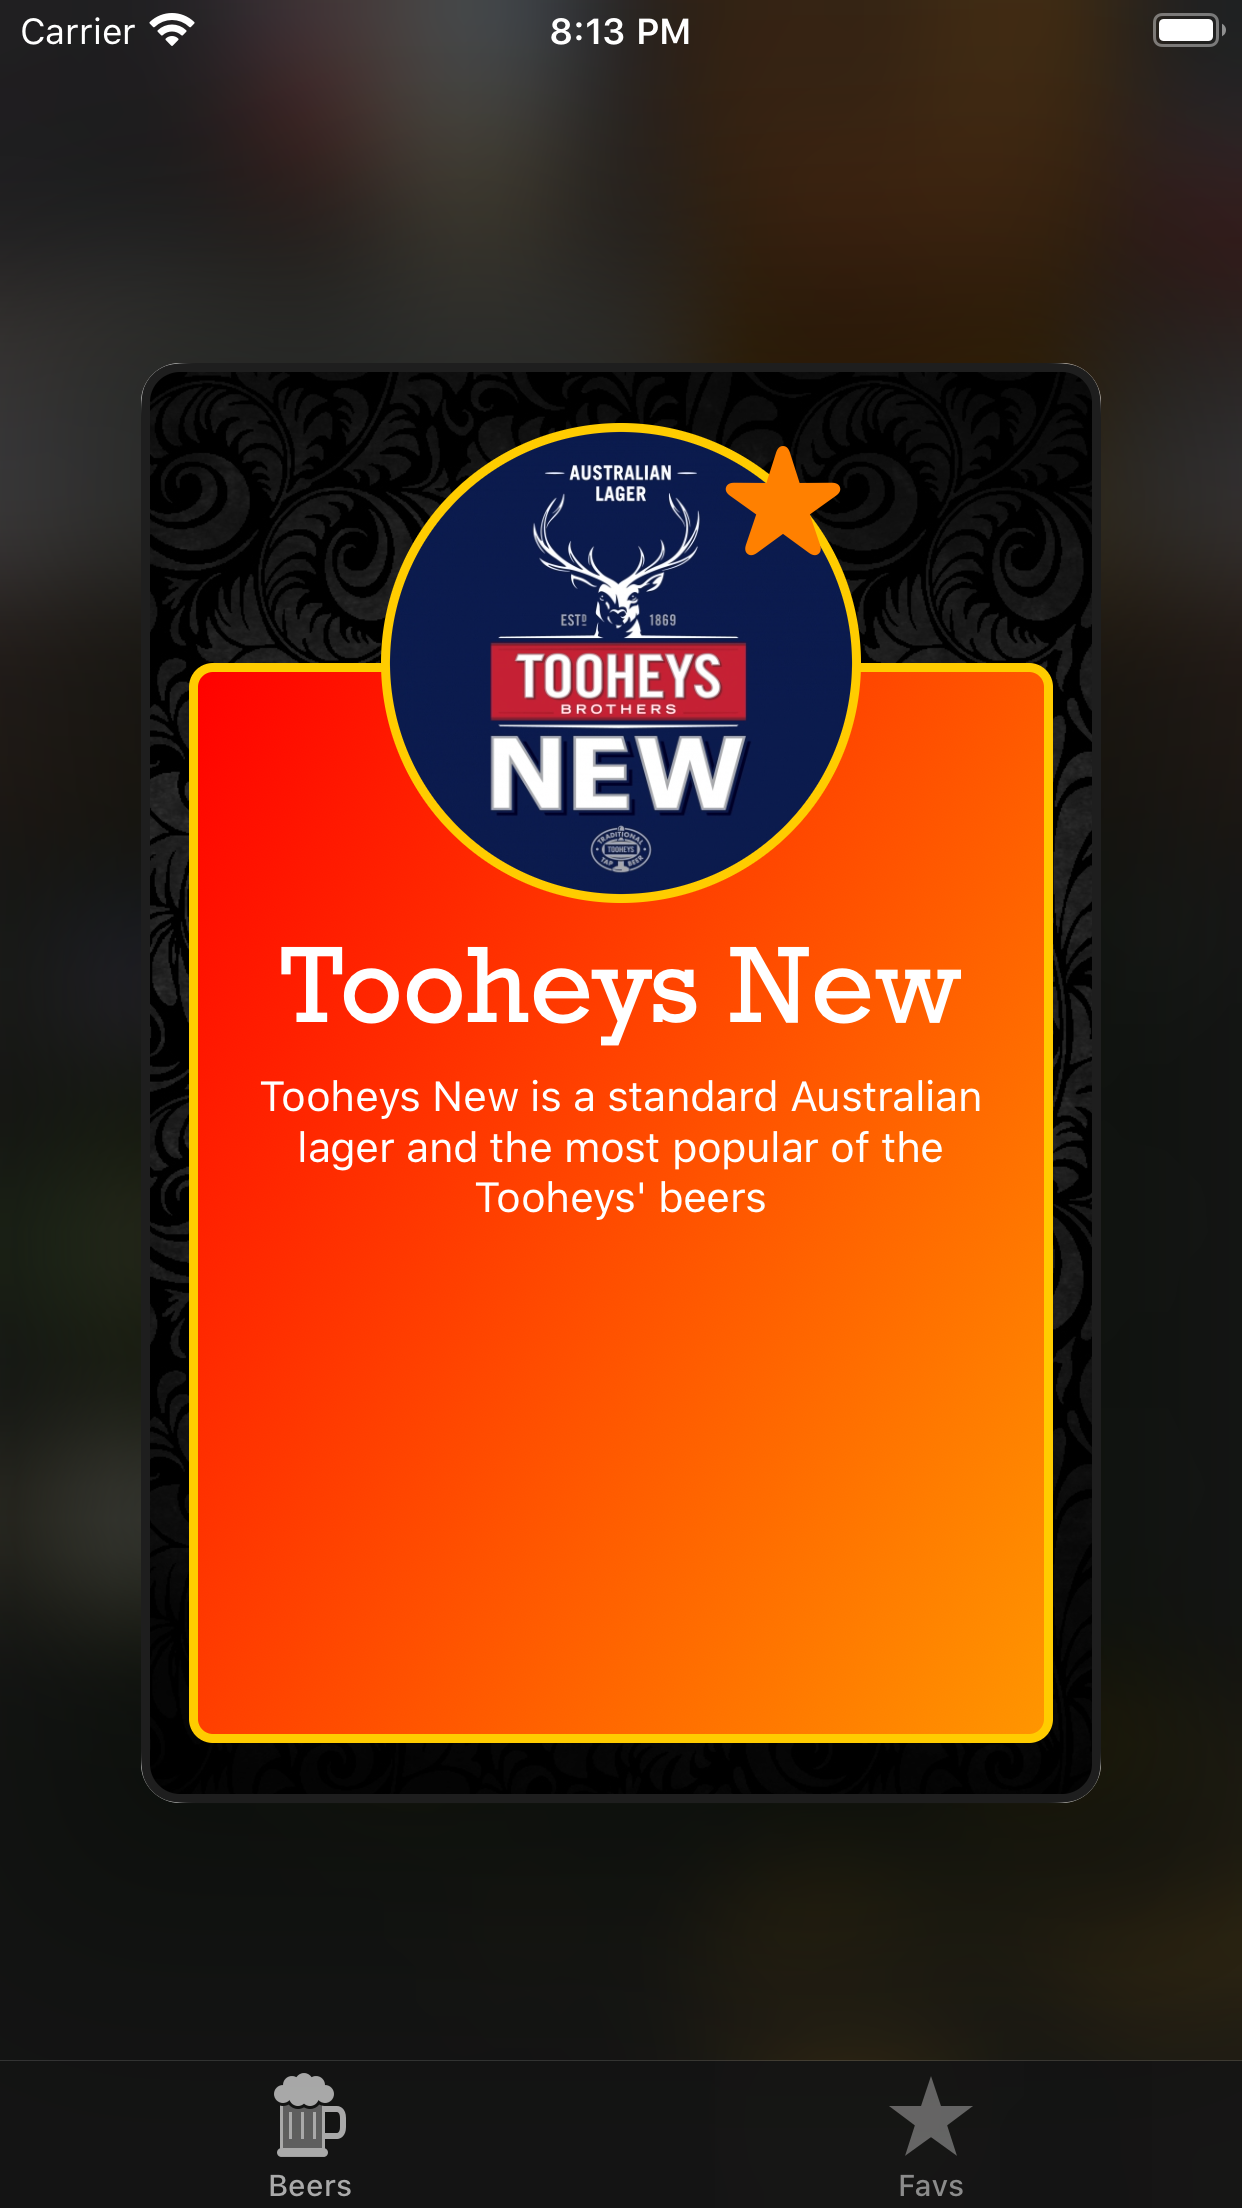 Carrier 8:13 PM
AUSTRALIAN
LAGER
ESTD 1869
TOOHEYS
BROTHERS
NEW
TRADITIONAL
TOOHEYS
TAP BEER
Tooheys New
Tooheys New is a standard Australian
lager and the most popular of the
Tooheys' beers
Beers Favs